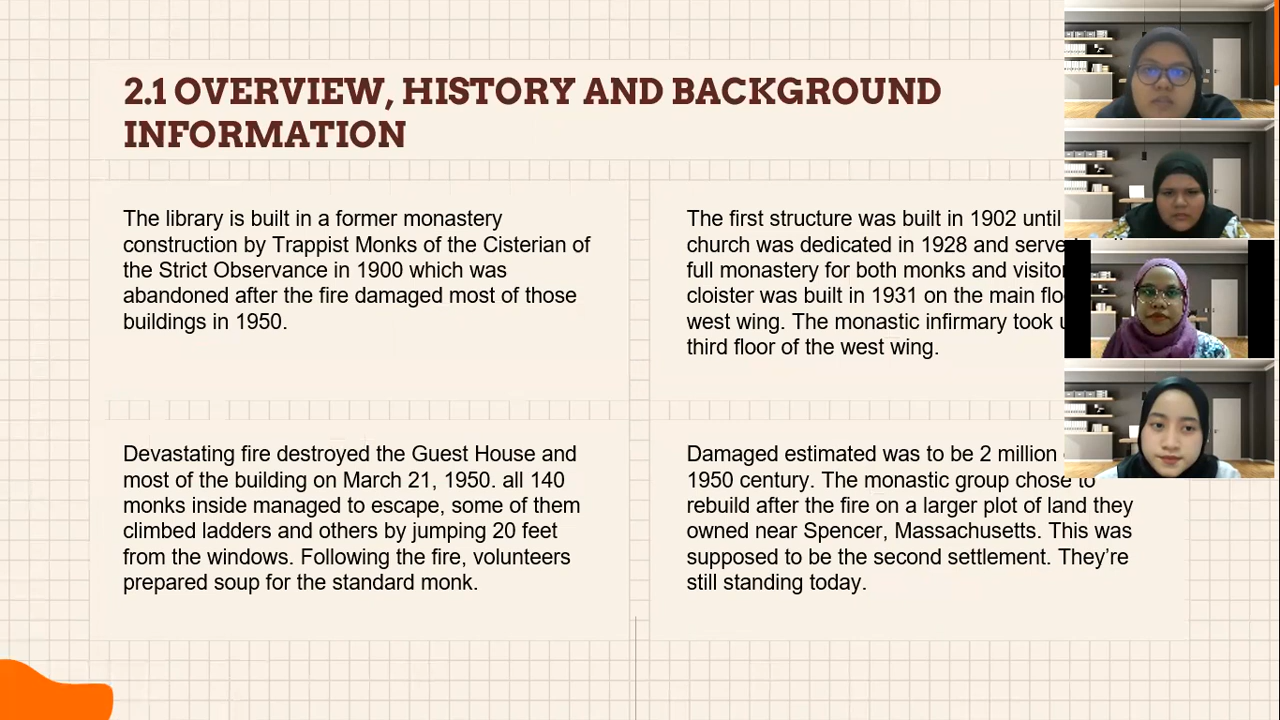 2.1 OVERVIEW, HISTORY AND BACKGROUND
INFORMATION
The library is built in a former monastery
construction by Trappist Monks of the Cisterian of
the Strict Observance in 1900 which was
abandoned after the fire damaged most of those
buildings in 1950.
The first structure was built in 1902 until
church was dedicated in 1928 and serve
full monastery for both monks and visitor
cloister was built in 1931 on the main
west wing. The monastic infirmary took
third floor of the west wing.
Devastating fire destroyed the Guest House and
most of the building on March 21, 1950. all 140
monks inside managed to escape, some of them
climbed ladders and others by jumping 20 feet
from the windows. Following the fire, volunteers
prepared soup for the standard monk.
Damaged estimated was to be 2 million
1950 century. The monastic group chose to
rebuild after the fire on a larger plot of land they
owned near Spencer, Massachusetts. This was
supposed to be the second settlement. They’re
still standing today.